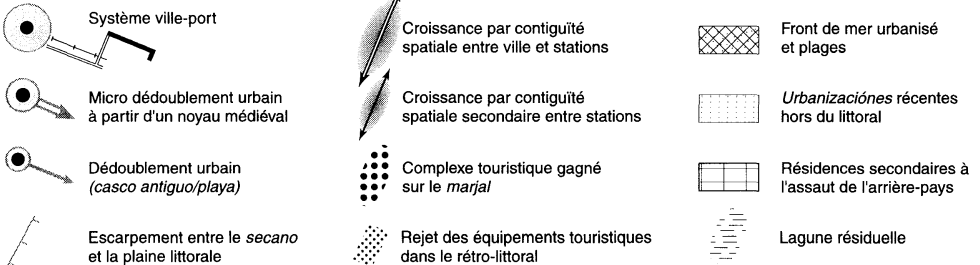 Système ville-port
Micro dédoublement urbain
à partir d'un noyau médiéval
Dédoublement urbain
(casco antiguo/playa)
Escarpement entre le secano
et la plaine littorale
Croissance par contiguïté
spatiale entre ville et stations
Croissance par contiguïté
spatiale secondaire entre stations
Complexe touristique gagné
sur le marjal
Rejet des équipements touristiques
dans le rétro-littoral
Front de mer urbanisé
et plages
Urbanizaciónes récentes
hors du littoral
Résidences secondaires à
l'assaut de l'arrière-pays
Lagune résiduelle